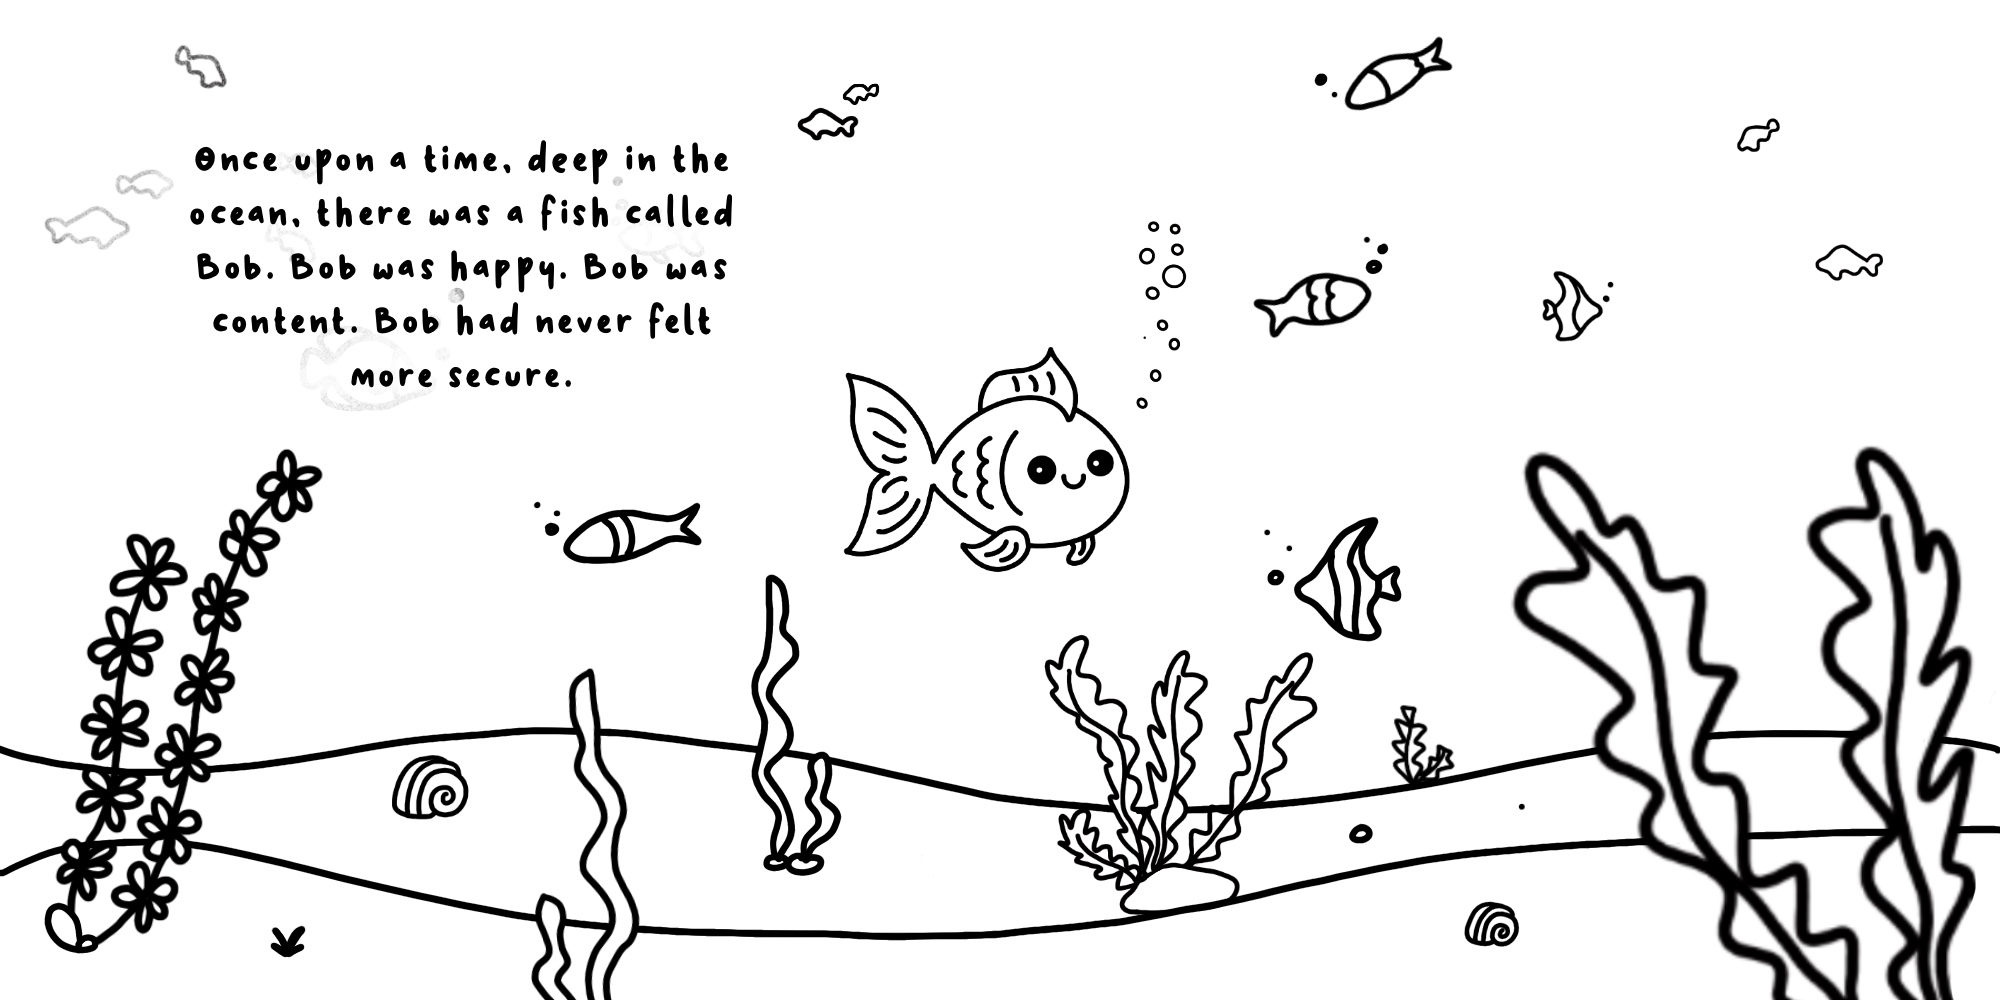 Once upon a time, deep in the
ocean, there was a fish called
Bob. Bob was happy. Bob was
content. Bob had never felt
more secure.